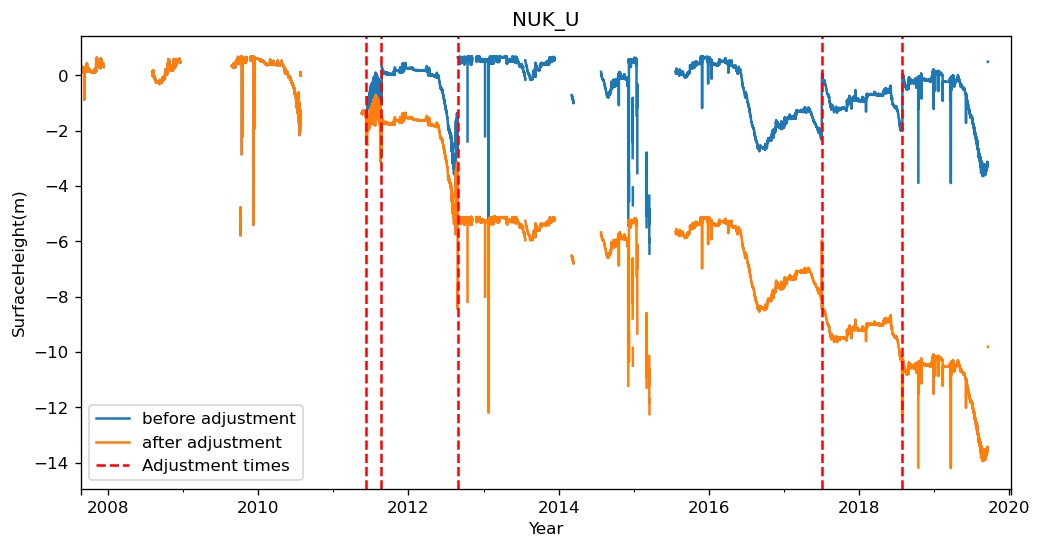 NUK_U
SurfaceHeight(m)
0
−2
−4
−6
−8
−10
−12
−14
before adjustment
after adjustment
Adjustment times
2008 2010 2012 2014 2016 2018 2020
Year